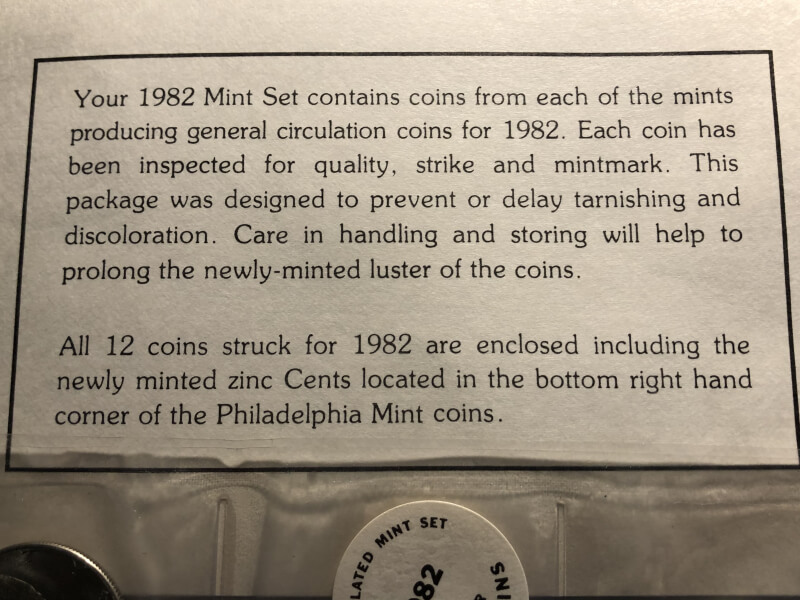 Your 1982 Mint Set contains coins from each of the mints
producing general circulation coins for 1982. Each coin has
been inspected for quality, strike and mintmark. This
package was designed to prevent or delay tarnishing and
discoloration. Care in handling and storing will help to
prolong the newly-minted luster of the coins.
All 12 coins struck for 1982 are enclosed including the
newly minted zinc Cents located in the bottom right hand
corner of the Philadelphia Mint coins.
LATED MINT SET
82
INS